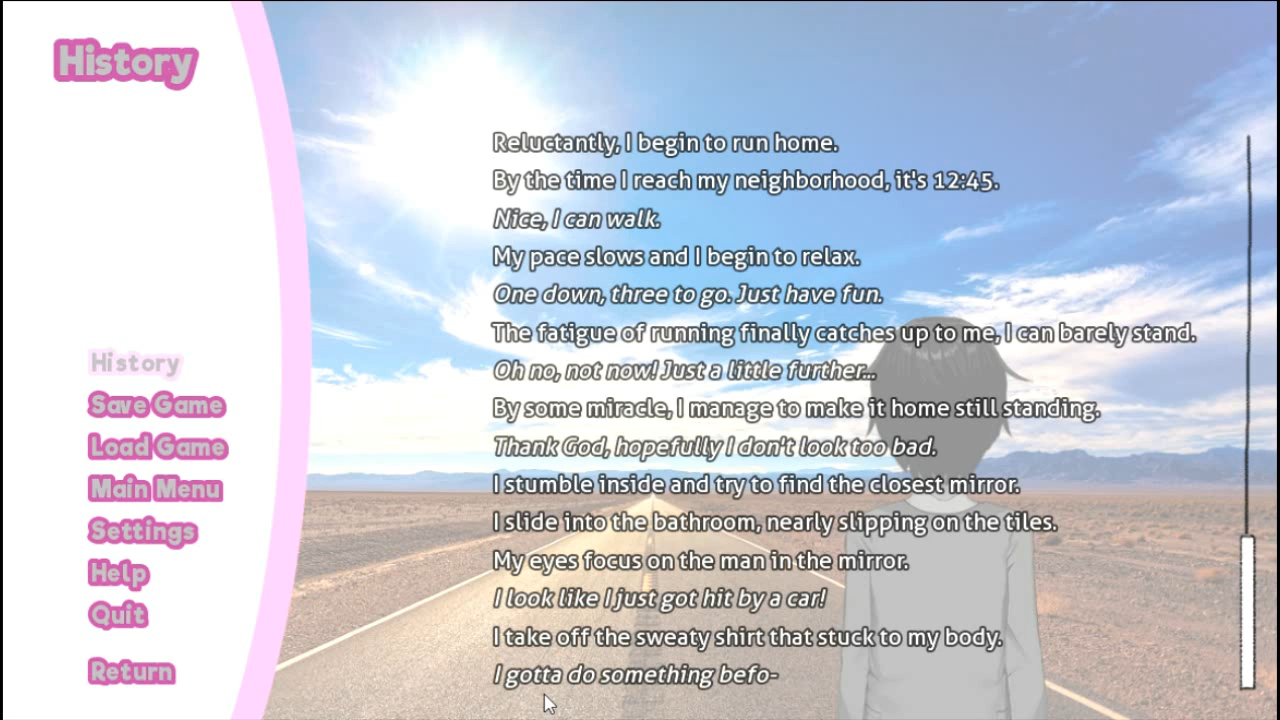 History
Reluctantly, I begin to run home.
By the time I reach my neighborhood, it's 12:45.
Nice, I can walk.
My pace slows and I begin to relax.
One down, three to go. Just have fun.
The fatigue of running finally catches up to me, I can barely stand.
Oh no, not now! Just a little further...
By some miracle, I manage to make it home still standing.
Thank God, hopefully I don't look too bad.
I stumble inside and try to find the closest mirror.
I slide into the bathroom, nearly slipping on the tiles.
My eyes focus on the man in the mirror.
I look like I just got hit by a car!
I take off the sweaty shirt that stuck to my body.
I gotta do something befo-
History
Save Game
Load Game
Main Menu
Settings
Help
Quit
Return